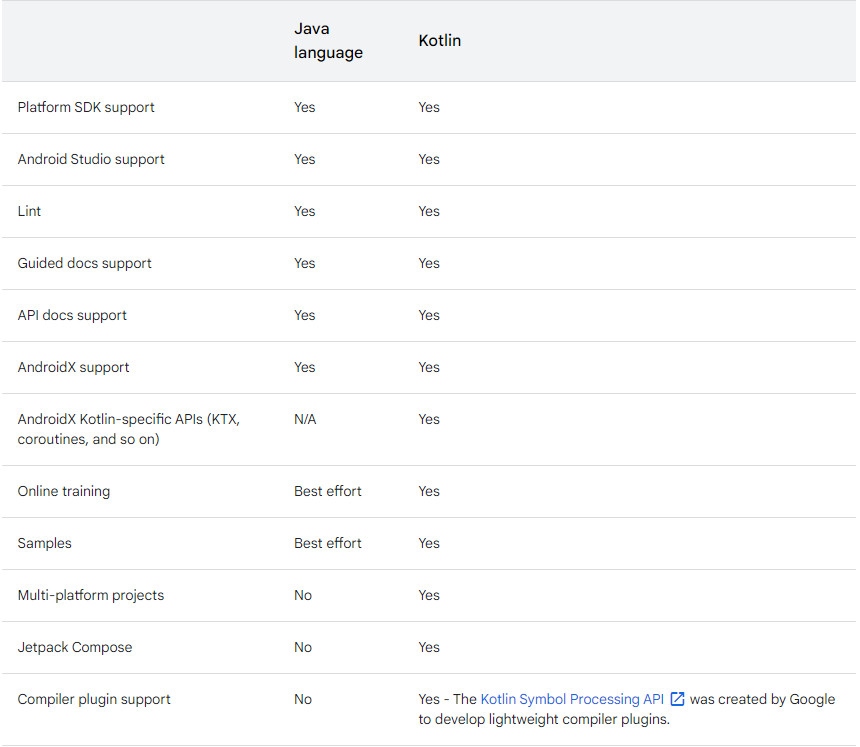 Java
language
Kotlin
Platform SDK support Yes Yes
Android Studio support Yes Yes
Lint Yes Yes
Guided docs support Yes Yes
API docs support Yes Yes
AndroidX support Yes Yes
AndroidX Kotlin-specific APIs (KTX, N/A Yes
coroutines, and so on)
Online training Best effort Yes
Samples Best effort Yes
Multi-platform projects No Yes
Jetpack Compose No Yes
Compiler plugin support No Yes - The Kotlin Symbol Processing API was created by Google
to develop lightweight compiler plugins.